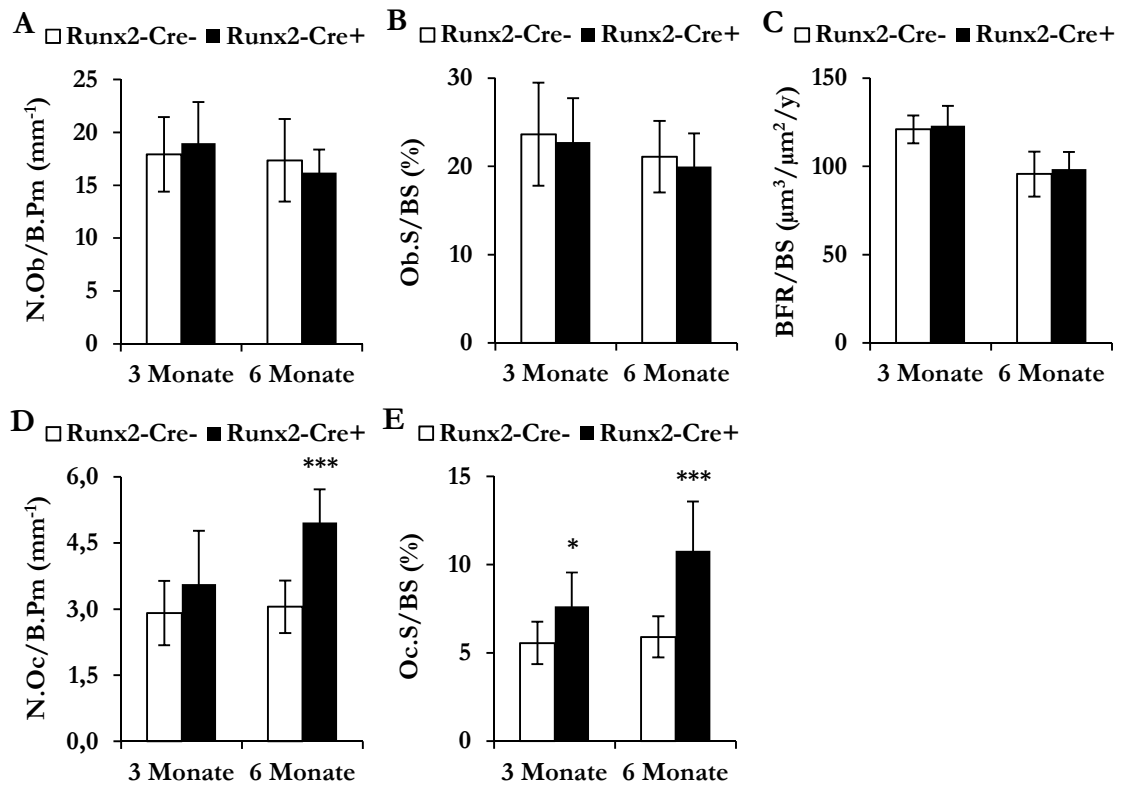 A
Runx2-Cre- Runx2-Cre+
N.Ob/B.Pm (mm⁻¹)
25
20
15
10
5
0
3 Monate 6 Monate
B
Runx2-Cre- Runx2-Cre+
Ob.S/BS (%)
30
20
10
0
3 Monate 6 Monate
C
Runx2-Cre- Runx2-Cre+
BFR/BS (µm³/µm²/y)
150
100
50
0
3 Monate 6 Monate
D
Runx2-Cre- Runx2-Cre+
N.Oc/B.Pm (mm⁻¹)
6,0
4,5
3,0
1,5
0,0
***
3 Monate 6 Monate
E
Runx2-Cre- Runx2-Cre+
Oc.S/BS (%)
15
10
5
0
* ***
3 Monate 6 Monate